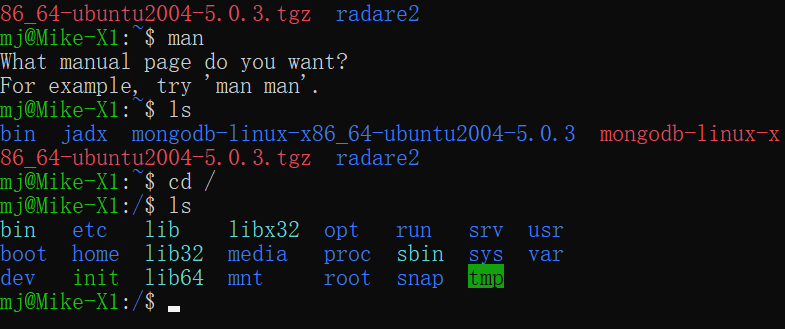 86_64-ubuntu2004-5.0.3.tgz  radare2
mj@Mike-X1:~$ man
What manual page do you want?
For example, try 'man man'.
mj@Mike-X1:~$ ls
bin  jadx  mongodb-linux-x86_64-ubuntu2004-5.0.3  mongodb-linux-x
86_64-ubuntu2004-5.0.3.tgz  radare2
mj@Mike-X1:~$ cd /
mj@Mike-X1:/$ ls
bin   etc   lib    libx32  opt   run   srv  usr
boot  home  lib32  media   proc  sbin  sys  var
dev   init  lib64  mnt     root  snap  tmp
mj@Mike-X1:/$